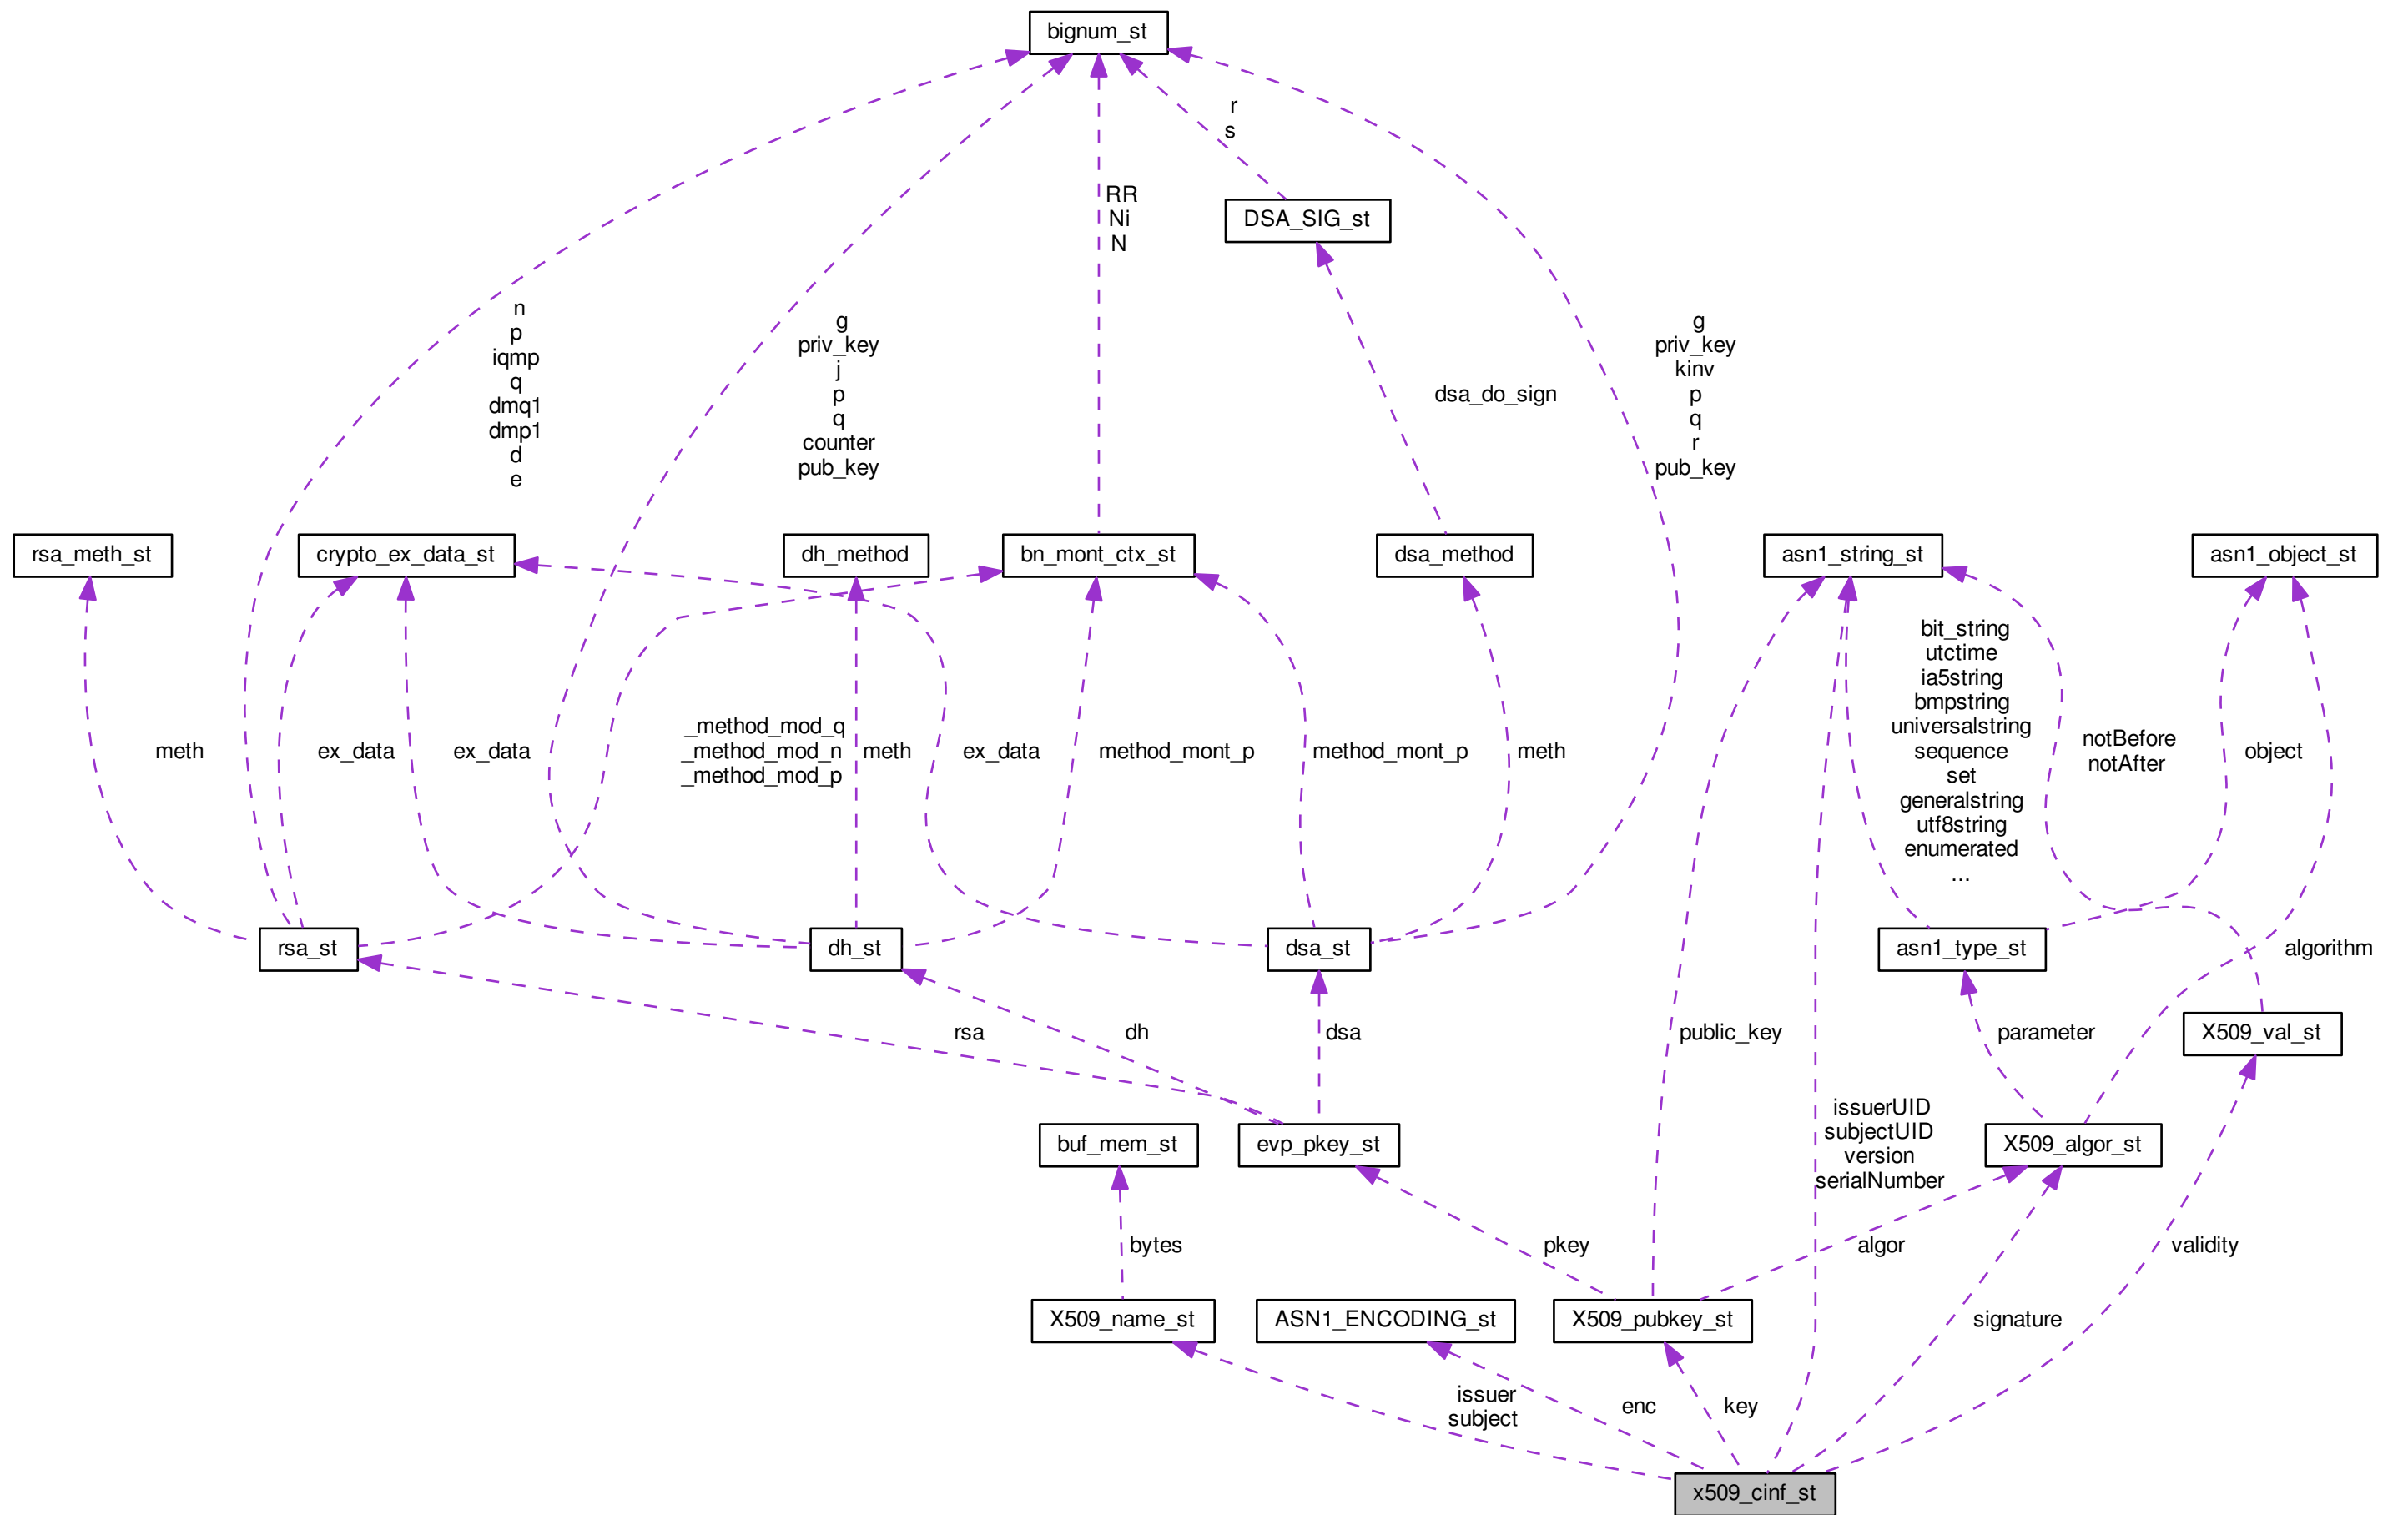 bignum_st
r
s
RR
Ni
N
DSA_SIG_st
n
p
iqmp
q
dmq1
dmp1
d
e
g
priv_key
j
p
q
counter
pub_key
dsa_do_sign
g
priv_key
kinv
p
q
r
pub_key
rsa_meth_st
crypto_ex_data_st
dh_method
bn_mont_ctx_st
dsa_method
asn1_string_st
asn1_object_st
meth
ex_data
ex_data
_method_mod_q
_method_mod_n
_method_mod_p
meth
ex_data
method_mont_p
method_mont_p
meth
bit_string
utctime
ia5string
bmpstring
universalstring
sequence
set
generalstring
utf8string
enumerated
...
notBefore
notAfter
object
rsa_st
dh_st
dsa_st
asn1_type_st
algorithm
rsa
dh
dsa
public_key
parameter
X509_val_st
buf_mem_st
evp_pkey_st
issuerUID
subjectUID
version
serialNumber
X509_algor_st
bytes
pkey
algor
validity
X509_name_st
ASN1_ENCODING_st
X509_pubkey_st
signature
issuer
subject
enc
key
x509_cinf_st